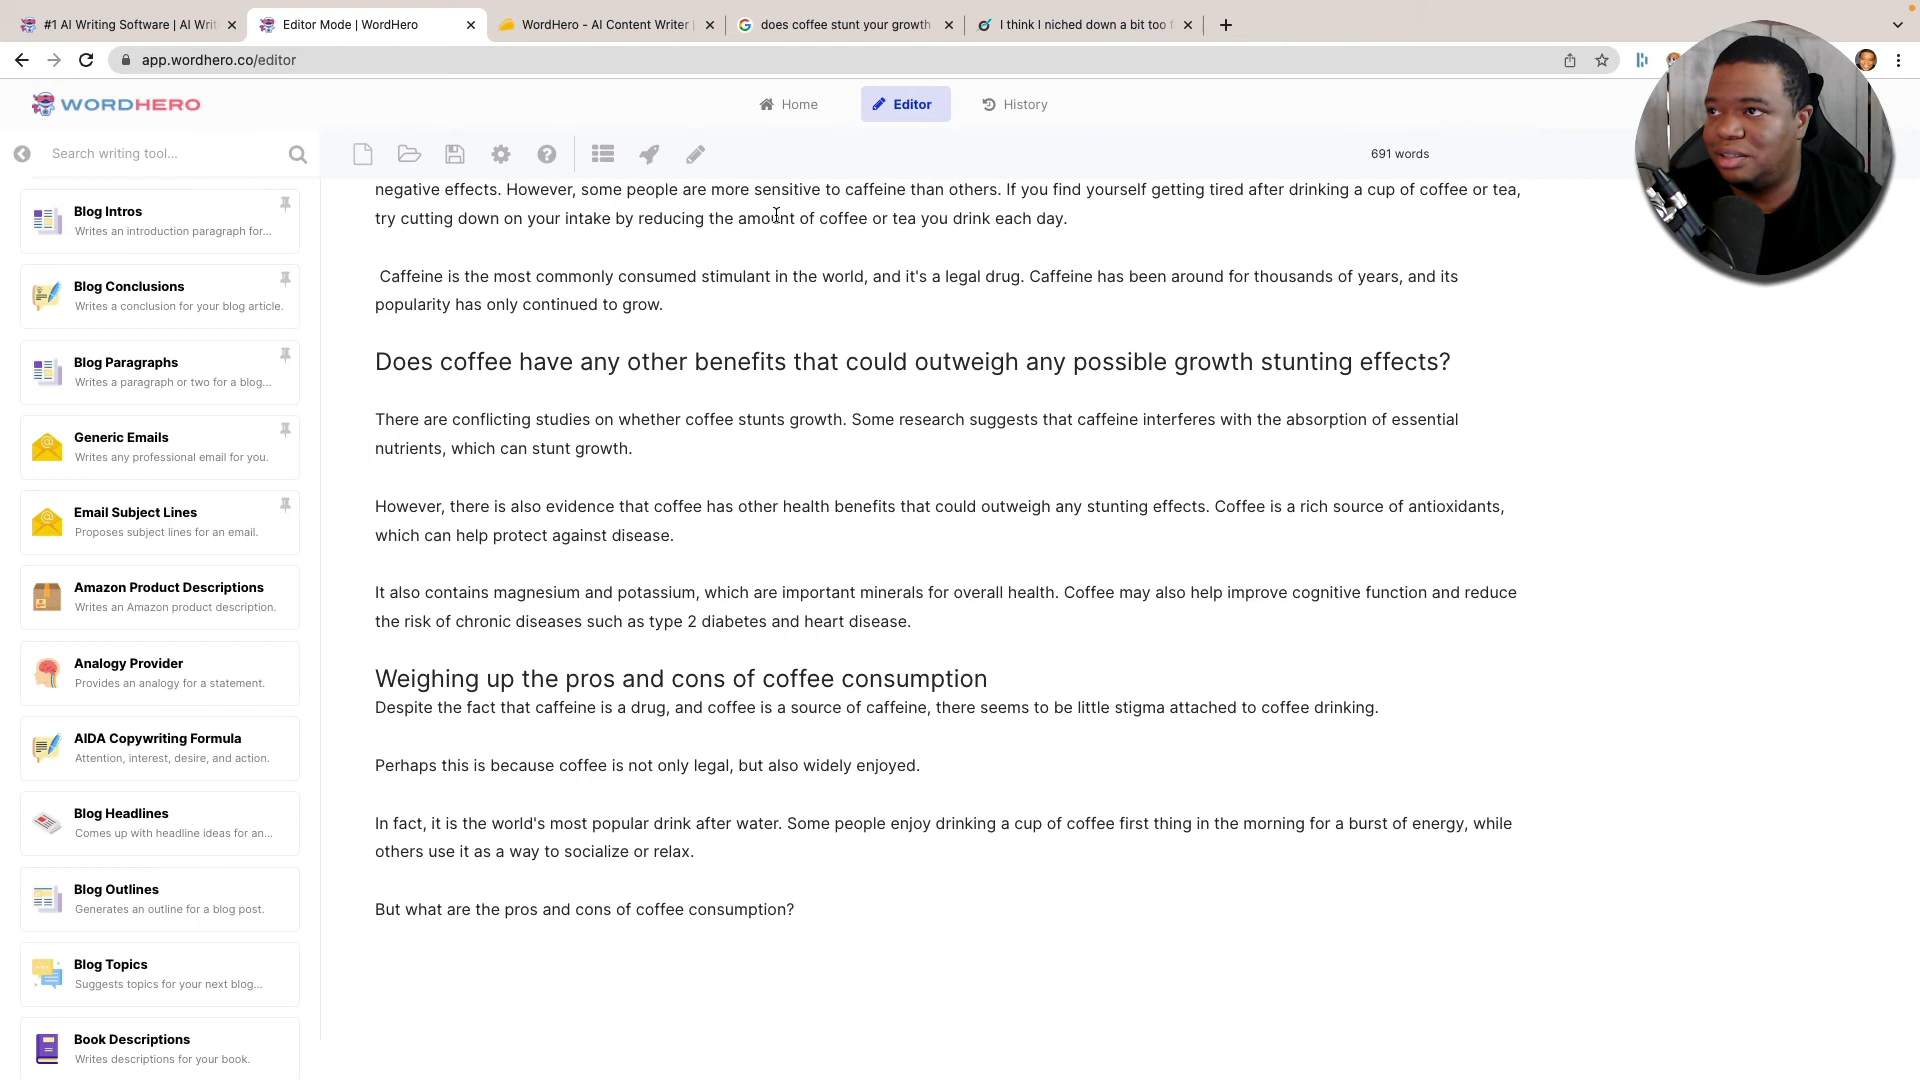 #1 AI Writing Software | AI Writ
Editor Mode | WordHero
WordHero - AI Content Writer |
does coffee stunt your growth
I think I niched down a bit too f
app.wordhero.co/editor
WORDHERO
Home
Editor
History
Search writing tool...
691 words
Blog Intros
Writes an introduction paragraph for...
Blog Conclusions
Writes a conclusion for your blog article.
Blog Paragraphs
Writes a paragraph or two for a blog...
Generic Emails
Writes any professional email for you.
Email Subject Lines
Proposes subject lines for an email.
Amazon Product Descriptions
Writes an Amazon product description.
Analogy Provider
Provides an analogy for a statement.
AIDA Copywriting Formula
Attention, interest, desire, and action.
Blog Headlines
Comes up with headline ideas for an...
Blog Outlines
Generates an outline for a blog post.
Blog Topics
Suggests topics for your next blog...
Book Descriptions
Writes descriptions for your book.
negative effects. However, some people are more sensitive to caffeine than others. If you find yourself getting tired after drinking a cup of coffee or tea,
try cutting down on your intake by reducing the amount of coffee or tea you drink each day.
Caffeine is the most commonly consumed stimulant in the world, and it's a legal drug. Caffeine has been around for thousands of years, and its
popularity has only continued to grow.
Does coffee have any other benefits that could outweigh any possible growth stunting effects?
There are conflicting studies on whether coffee stunts growth. Some research suggests that caffeine interferes with the absorption of essential
nutrients, which can stunt growth.
However, there is also evidence that coffee has other health benefits that could outweigh any stunting effects. Coffee is a rich source of antioxidants,
which can help protect against disease.
It also contains magnesium and potassium, which are important minerals for overall health. Coffee may also help improve cognitive function and reduce
the risk of chronic diseases such as type 2 diabetes and heart disease.
Weighing up the pros and cons of coffee consumption
Despite the fact that caffeine is a drug, and coffee is a source of caffeine, there seems to be little stigma attached to coffee drinking.
Perhaps this is because coffee is not only legal, but also widely enjoyed.
In fact, it is the world's most popular drink after water. Some people enjoy drinking a cup of coffee first thing in the morning for a burst of energy, while
others use it as a way to socialize or relax.
But what are the pros and cons of coffee consumption?